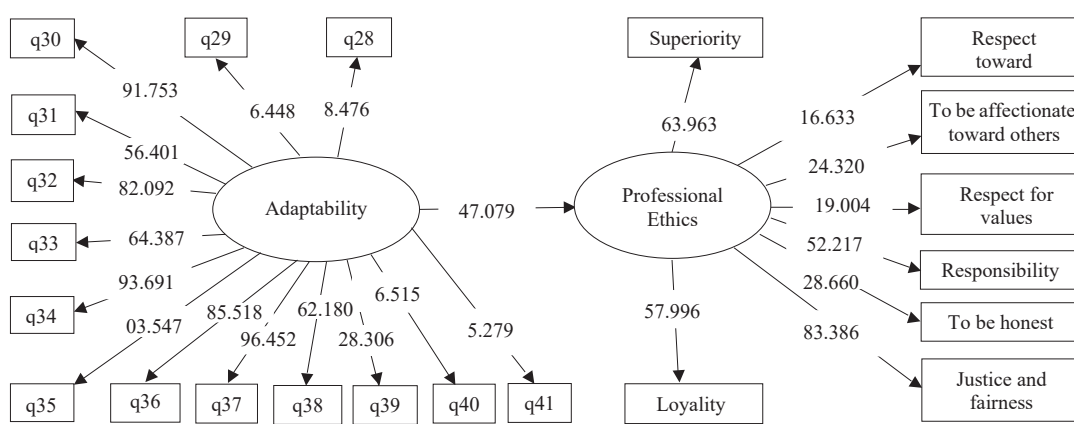 q30
q29
q28
Superiority
Respect
toward
91.753
6.448
8.476
63.963
16.633
q31
To be affectionate
toward others
56.401
24.320
q32
82.092
Adaptability
47.079
Professional
Ethics
19.004
Respect for
values
q33
64.387
52.217
Responsibility
93.691
28.660
q34
03.547
85.518
96.452
62.180
28.306
6.515
5.279
57.996
83.386
To be honest
q35
q36
q37
q38
q39
q40
q41
Loyality
Justice and
fairness